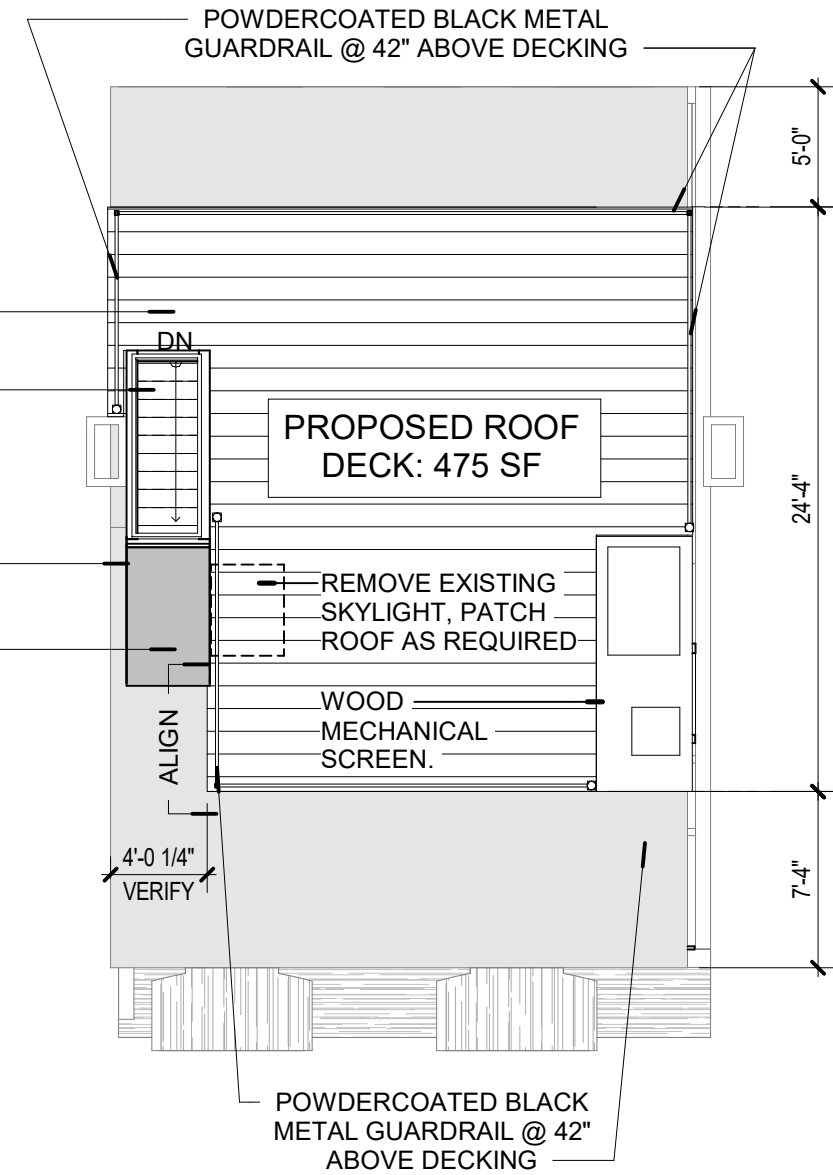 POWDERCOATED BLACK METAL
GUARDRAIL @ 42" ABOVE DECKING
5'-0"
DN
PROPOSED ROOF
DECK: 475 SF
24'-4"
REMOVE EXISTING
SKYLIGHT, PATCH
ROOF AS REQUIRED
WOOD
MECHANICAL
SCREEN.
ALIGN
4'-0 1/4"
VERIFY
7'-4"
POWDERCOATED BLACK
METAL GUARDRAIL @ 42"
ABOVE DECKING